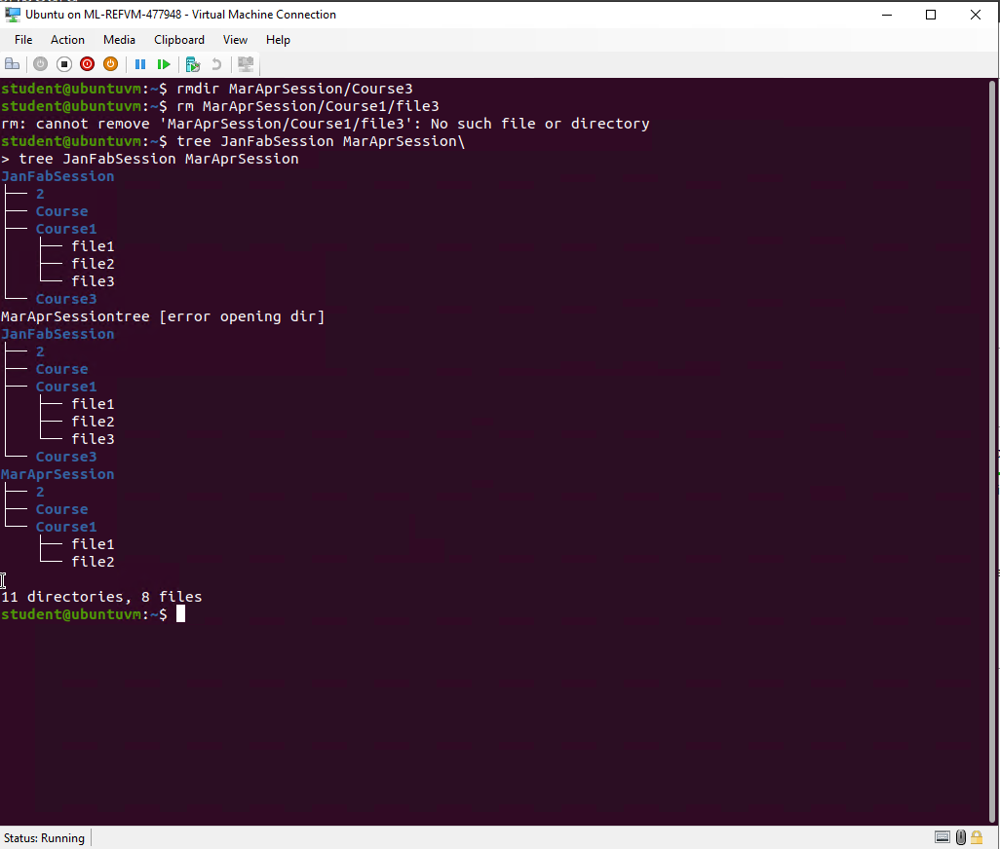 Ubuntu on ML-REFVM-477948 - Virtual Machine Connection
File Action Media Clipboard View Help
student@ubuntuvm:~$ rmdir MarAprSession/Course3
student@ubuntuvm:~$ rm MarAprSession/Course1/file3
rm: cannot remove 'MarAprSession/Course1/file3': No such file or directory
student@ubuntuvm:~$ tree JanFabSession MarAprSession\
> tree JanFabSession MarAprSession
JanFabSession
├── 2
├── Course
├── Course1
│   ├── file1
│   ├── file2
│   └── file3
└── Course3
MarAprSessiontree [error opening dir]
JanFabSession
├── 2
├── Course
├── Course1
│   ├── file1
│   ├── file2
│   └── file3
└── Course3
MarAprSession
├── 2
├── Course
└── Course1
    ├── file1
    └── file2
11 directories, 8 files
student@ubuntuvm:~$
Status: Running